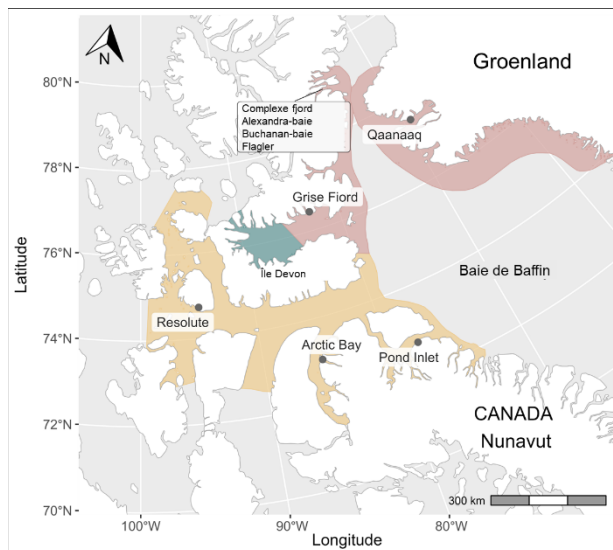 N
80°N
78°N
76°N
74°N
72°N
70°N
Latitude
Groenland
Complexe fjord
Alexandra-baie
Buchanan-baie
Flagler
Qaanaaq
Grise Fiord
Île Devon
Baie de Baffin
Resolute
Arctic Bay
Pond Inlet
CANADA
Nunavut
300 km
100°W
90°W
80°W
Longitude